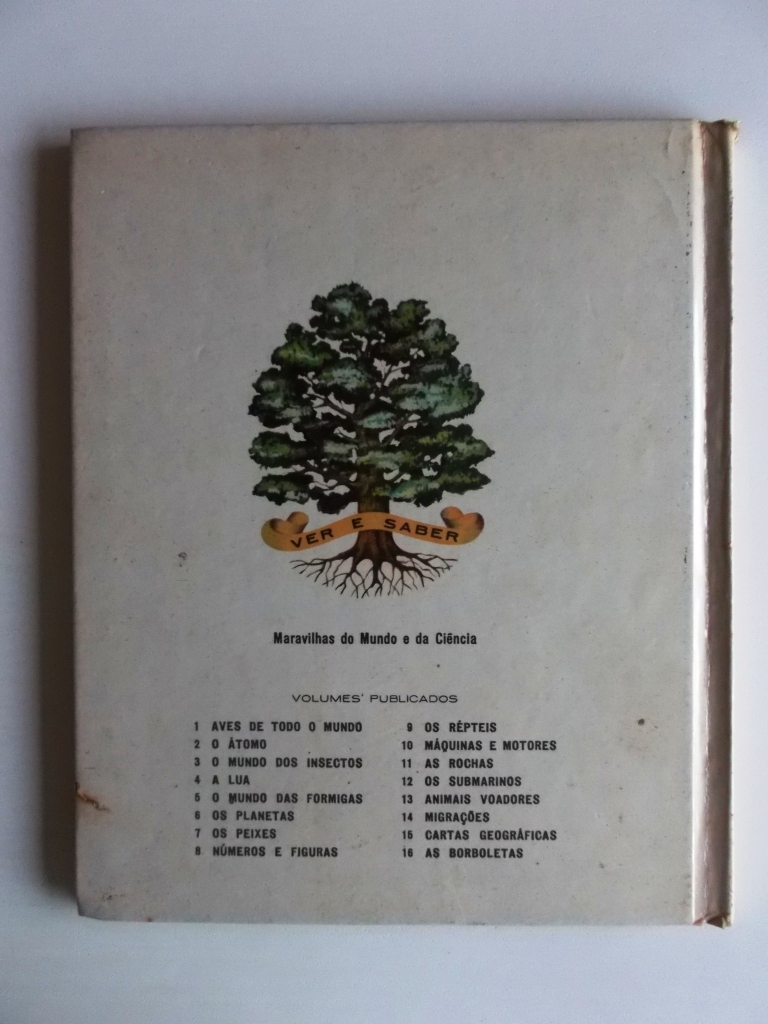 VER E SABER
Maravilhas do Mundo e da Ciência
VOLUMES' PUBLICADOS
1 AVES DE TODO O MUNDO
2 O ÁTOMO
3 O MUNDO DOS INSECTOS
4 A LUA
5 O MUNDO DAS FORMIGAS
6 OS PLANETAS
7 OS PEIXES
8 NÚMEROS E FIGURAS
9 OS RÉPTEIS
10 MÁQUINAS E MOTORES
11 AS ROCHAS
12 OS SUBMARINOS
13 ANIMAIS VOADORES
14 MIGRAÇÕES
15 CARTAS GEOGRÁFICAS
16 AS BORBOLETAS